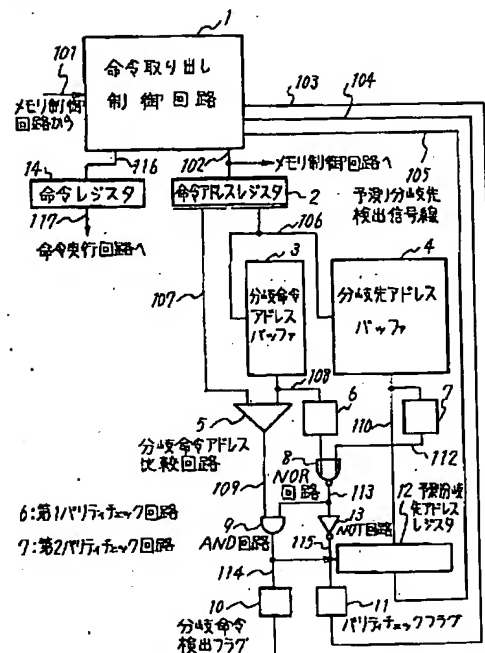 1
101
命令取り出し
制御回路
103
104
メモリ制御
回路から
116
102
メモリ制御回路へ
105
予測分岐先
検出信号線
14
命令レジスタ
命令アドレスレジスタ
2
117
命令実行回路へ
106
3
4
107
分岐命令
アドレス
バッファ
分岐先アドレス
バッファ
108
5
6
110
7
分岐命令アドレス
比較回路
8
112
NOR
回路
109
113
12 予測分岐
先アドレス
レジスタ
6:第1パリティチェック回路
9
13
NOT回路
7:第2パリティチェック回路
AND回路
115
114
10
11
分岐命令
検出フラグ
パリティチェックフラグ